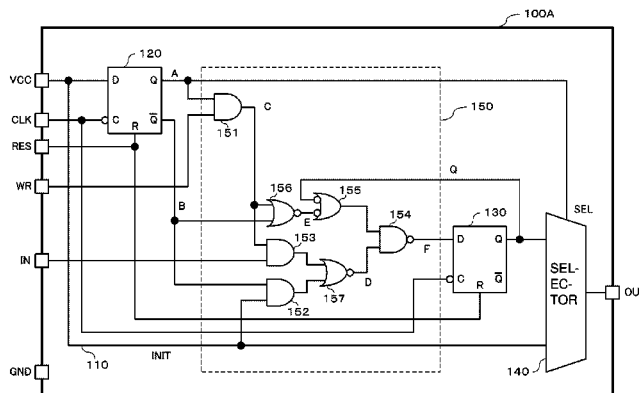 100A
120
VCC
D
Q
A
CLK
C
Q
R
RES
151
C
150
WR
B
156
155
Q
E
154
130
SEL
F
D
Q
153
IN
C
Q
R
SEL-
EC-
TOR
OU
D
157
152
110
INIT
140
GND